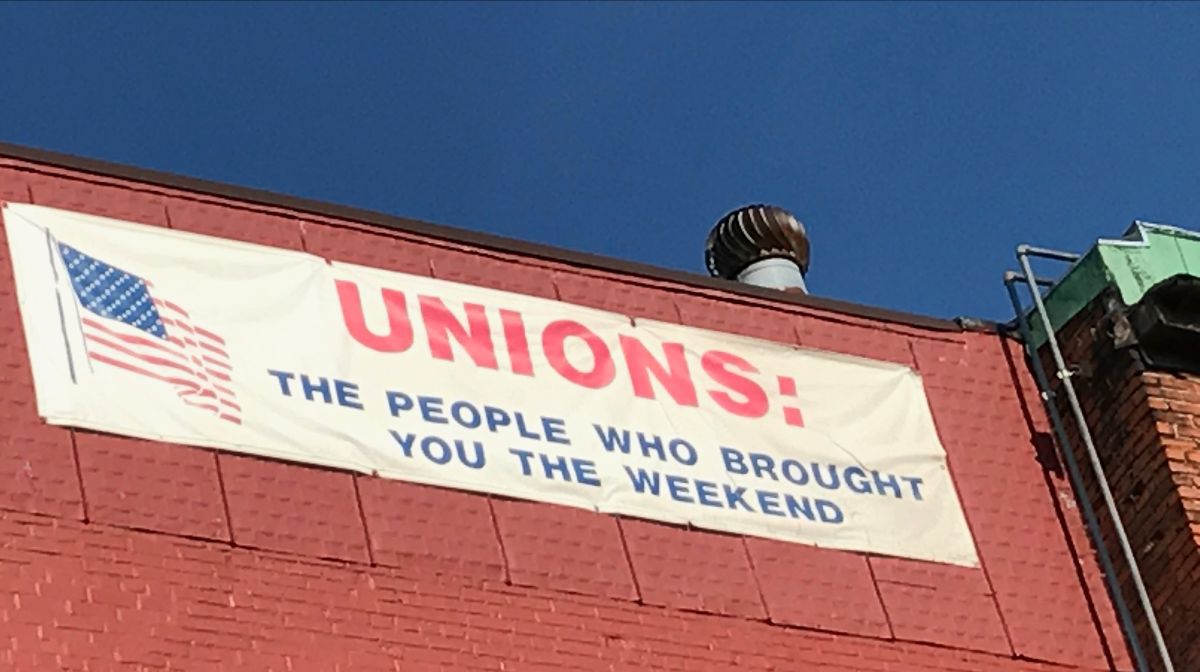 UNIONS:
THE PEOPLE WHO BROUGHT
YOU THE WEEKEND